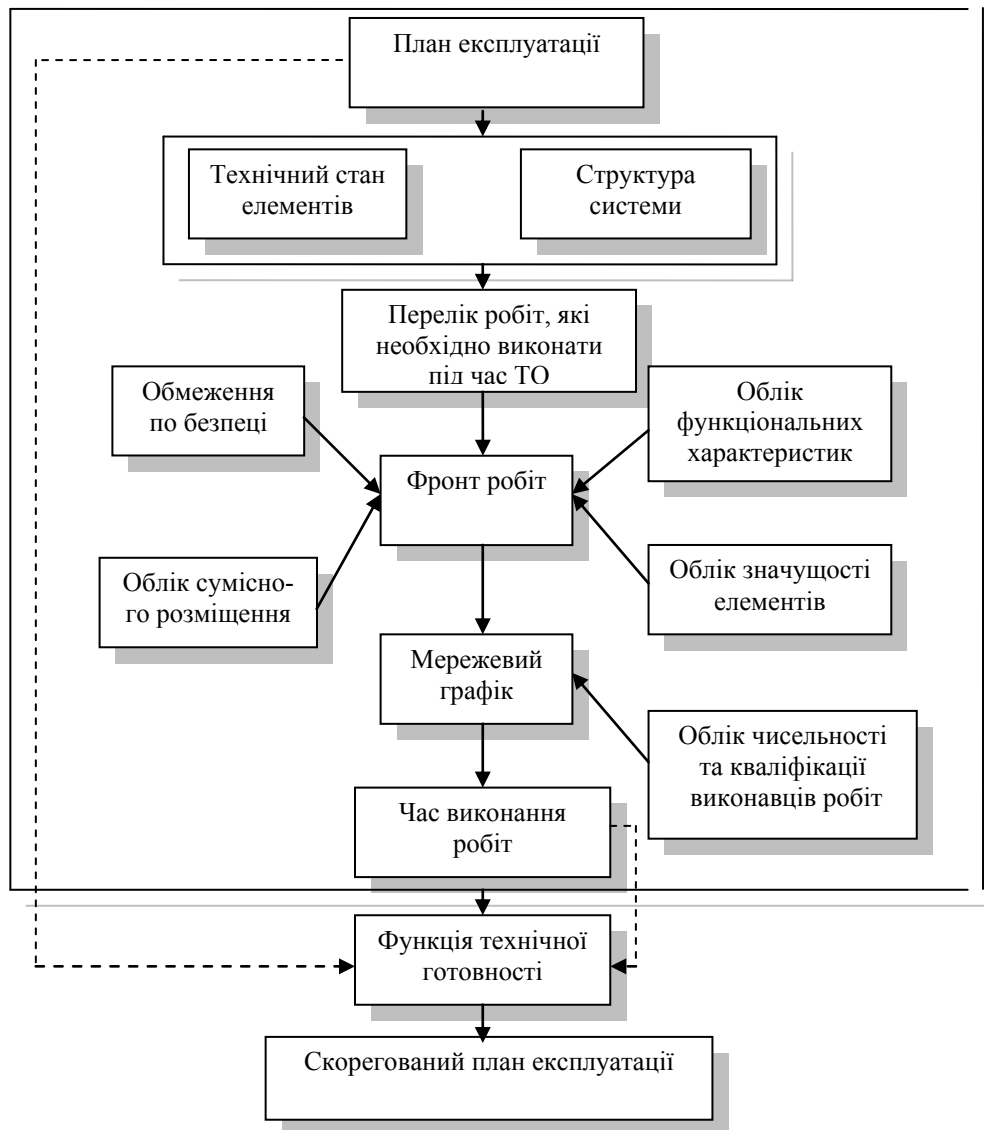 План експлуатації
Технічний стан
елементів
Структура
системи
Перелік робіт, які
необхідно виконати
під час ТО
Обмеження
по безпеці
Облік
функціональних
характеристик
Фронт робіт
Облік сумісно-
го розміщення
Облік значущості
елементів
Мережевий
графік
Облік чисельності
та кваліфікації
виконавців робіт
Час виконання
робіт
Функція технічної
готовності
Скорегований план експлуатації